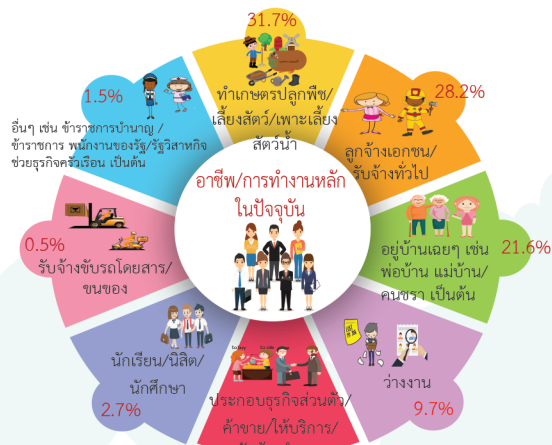 31.7%
ทำเกษตรปลูกพืช/
เลี้ยงสัตว์/เพาะเลี้ยง
สัตว์น้ำ
28.2%
ลูกจ้างเอกชน/
รับจ้างทั่วไป
21.6%
อยู่บ้านเฉยๆ เช่น
พ่อบ้าน แม่บ้าน/
คนชรา เป็นต้น
ว่างงาน
9.7%
ประกอบธุรกิจส่วนตัว/
ค้าขาย/ให้บริการ/
นักเรียน/นิสิต/
นักศึกษา
2.7%
0.5%
รับจ้างขับรถโดยสาร/
ขนของ
1.5%
อื่นๆ เช่น ข้าราชการบำนาญ /
ข้าราชการ พนักงานของรัฐ/รัฐวิสาหกิจ
ช่วยธุรกิจครัวเรือน เป็นต้น
อาชีพ/การทำงานหลัก
ในปัจจุบัน